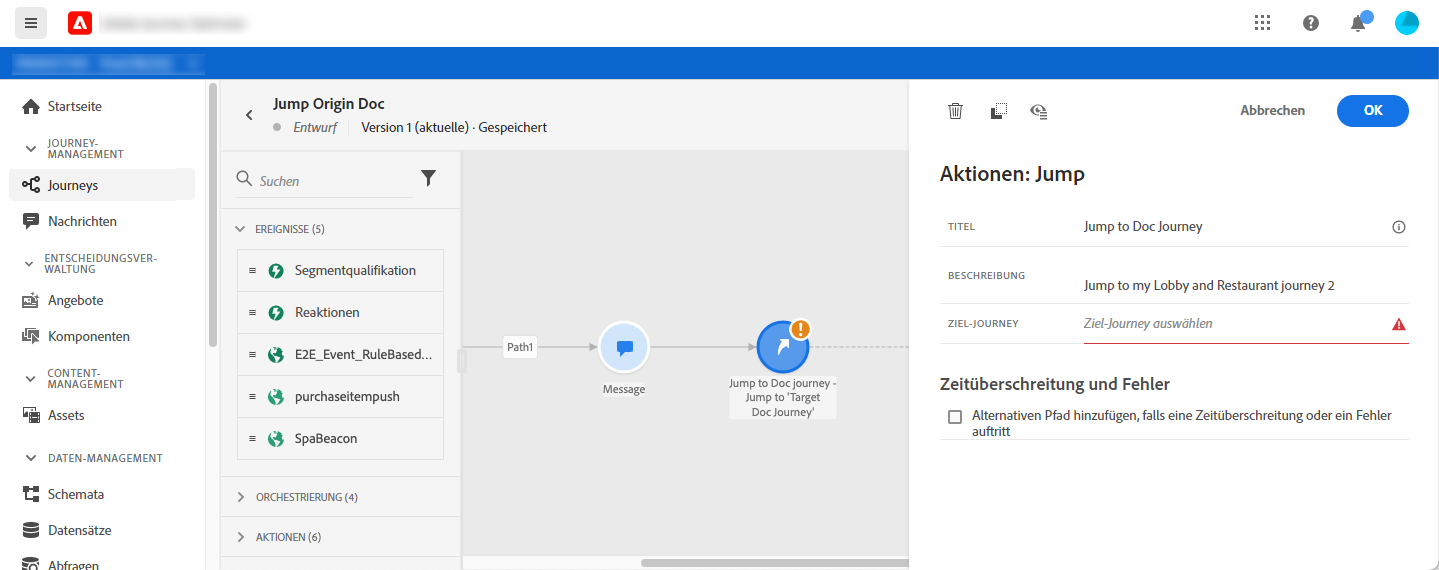 Startseite
JOURNEY-
MANAGEMENT
Journeys
Nachrichten
ENTSCHEIDUNGSVER-
WALTUNG
Angebote
Komponenten
CONTENT-
MANAGEMENT
Assets
DATEN-MANAGEMENT
Schemata
Datensätze
Abfragen
Jump Origin Doc
Entwurf
Version 1 (aktuelle) · Gespeichert
Suchen
EREIGNISSE (5)
Segmentqualifikation
Reaktionen
E2E_Event_RuleBased...
purchaseitempush
SpaBeacon
ORCHESTRIERUNG (4)
AKTIONEN (6)
Path1
Message
Jump to Doc journey -
Jump to 'Target
Doc Journey'
Abbrechen
OK
Aktionen: Jump
TITEL
Jump to Doc Journey
BESCHREIBUNG
Jump to my Lobby and Restaurant journey 2
ZIEL-JOURNEY
Ziel-Journey auswählen
Zeitüberschreitung und Fehler
Alternativen Pfad hinzufügen, falls eine Zeitüberschreitung oder ein Fehler
auftritt